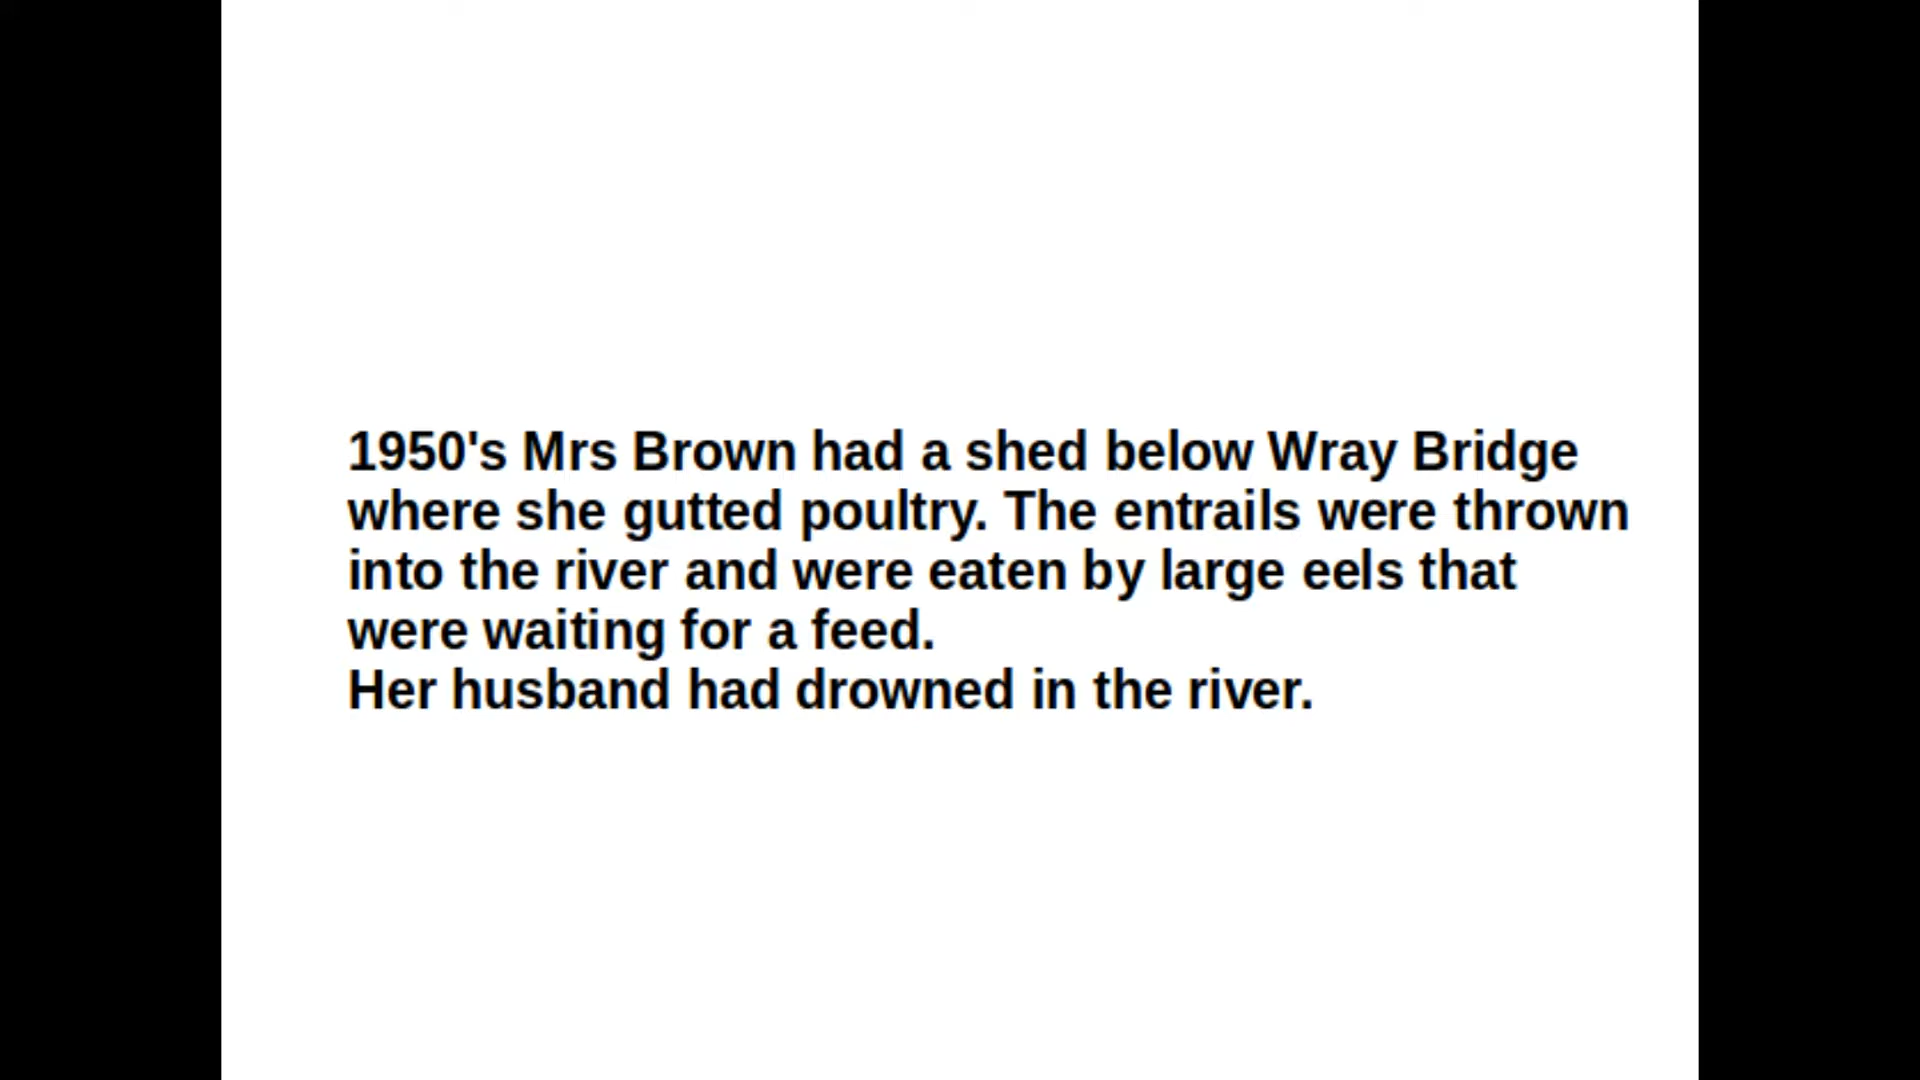 1950's Mrs Brown had a shed below Wray Bridge
where she gutted poultry. The entrails were thrown
into the river and were eaten by large eels that
were waiting for a feed.
Her husband had drowned in the river.